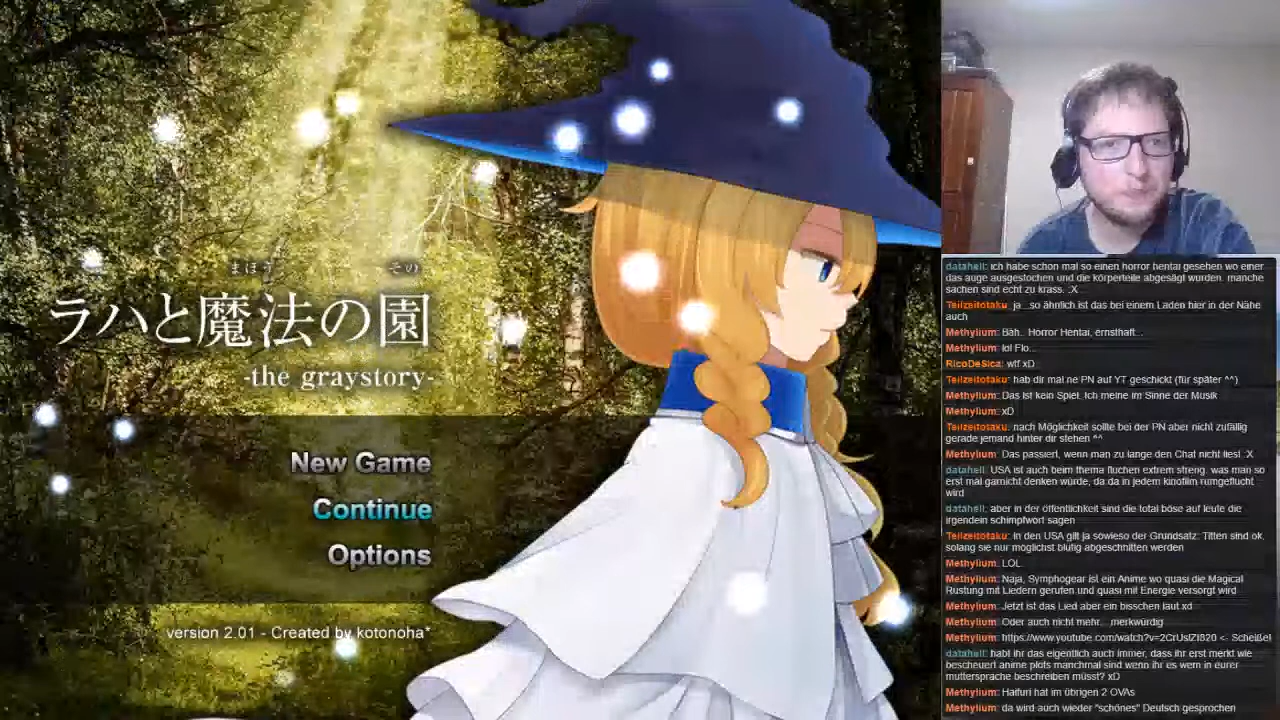 まほう その
ラハと魔法の園
-the graystory-
New Game
Continue
Options
version 2.01 - Created by kotonoha*
datahell: ich habe schon mal so einen horror hentai gesehen wo einer
das auge ausgestochen und die körperteile abgesägt wurden. manche
sachen sind echt zu krass. :X
Teilzeitotaku: ja...so ähnlich ist das bei einem Laden hier in der Nähe
auch
Methylium: Bäh.. Horror Hentai, ernsthaft...
Methylium: lol Flo...
RicoDeSica: wtf xD
Teilzeitotaku: hab dir mal ne PN auf YT geschickt (für später ^^)
Methylium: Das ist kein Spiel. Ich meine im Sinne der Musik
Methylium: xD
Teilzeitotaku: nach Möglichkeit sollte bei der PN aber nicht zufällig
gerade jemand hinter dir stehen ^^
Methylium: Das passiert, wenn man zu lange den Chat nicht liest :X
datahell: USA ist auch beim thema fluchen extrem streng. was man so
erst mal garnicht denken würde, da da in jedem kinofilm rumgeflucht
wird
datahell: aber in der öffentlichkeit sind die total böse auf leute die
irgendein schimpfwort sagen
Teilzeitotaku: in den USA gilt ja sowieso der Grundsatz: Titten sind ok,
solang sie nur möglichst blutig abgeschnitten werden
Methylium: LOL
Methylium: Naja, Symphogear ist ein Anime wo quasi die Magical
Rüstung mit Liedern gerufen und quasi mit Energie versorgt wird
Methylium: Jetzt ist das Lied aber ein bisschen laut xd
Methylium: Oder auch nicht mehr... merkwürdig
Methylium: https://www.youtube.com/watch?v=2CrUslZI820 <- Scheiße!
datahell: habt ihr das eigentlich auch immer, dass ihr erst merkt wie
bescheuert anime plots manchmal sind wenn ihr es wem in eurer
muttersprache beschreiben müsst? xD
Methylium: Haifuri hat im übrigen 2 OVAs
Methylium: da wird auch wieder "schönes" Deutsch gesprochen